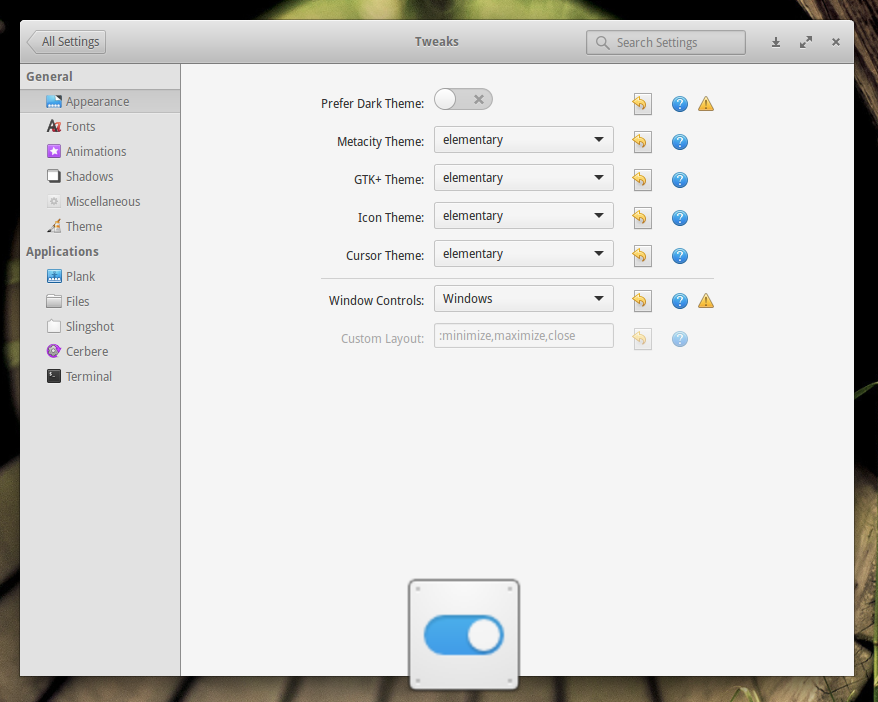 All Settings
Tweaks
Search Settings
General
Appearance
Fonts
Animations
Shadows
Miscellaneous
Theme
Applications
Plank
Files
Slingshot
Cerbere
Terminal
Prefer Dark Theme:
Metacity Theme: elementary
GTK+ Theme: elementary
Icon Theme: elementary
Cursor Theme: elementary
Window Controls: Windows
Custom Layout: :minimize,maximize,close